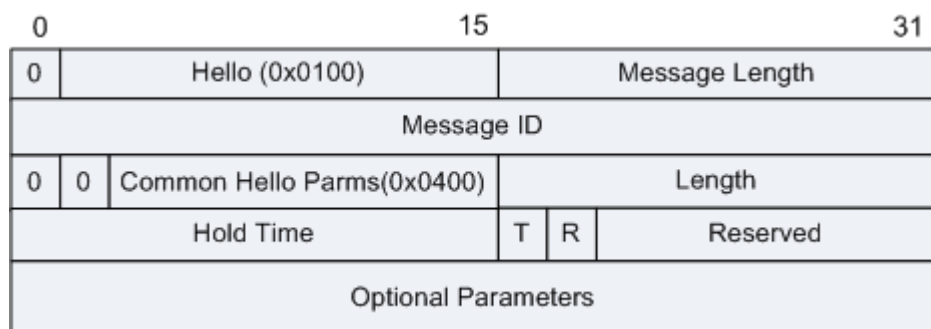 0 15 31
0 Hello (0x0100) Message Length
Message ID
0 0 Common Hello Parms(0x0400) Length
Hold Time T R Reserved
Optional Parameters